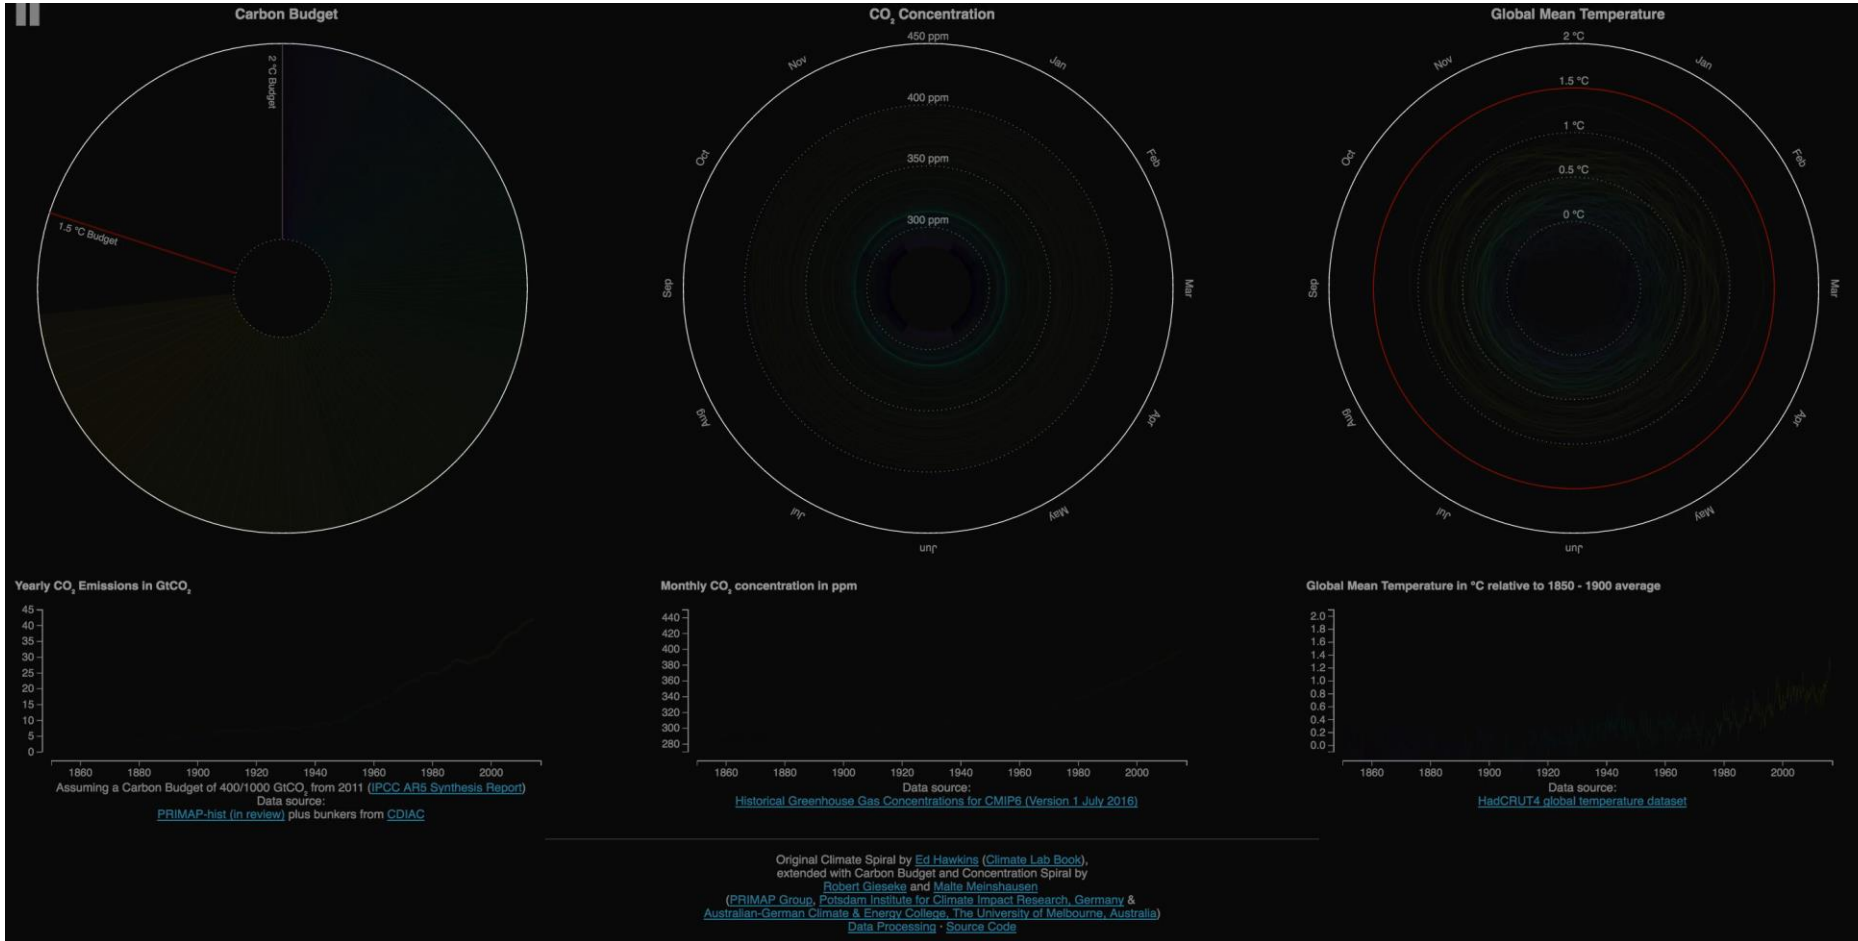 Carbon Budget
2 °C Budget
1.5 °C Budget
CO₂ Concentration
450 ppm
400 ppm
350 ppm
300 ppm
Jan
Feb
Mar
Apr
May
Jun
Jul
Aug
Sep
Oct
Nov
Global Mean Temperature
2 °C
1.5 °C
1 °C
0.5 °C
0 °C
Jan
Feb
Mar
Apr
May
Jun
Jul
Aug
Sep
Oct
Nov
Yearly CO₂ Emissions in GtCO₂
45
40
35
30
25
20
15
10
5
0
1860 1880 1900 1920 1940 1960 1980 2000
Assuming a Carbon Budget of 400/1000 GtCO₂ from 2011 (IPCC AR5 Synthesis Report)
Data source:
PRIMAP-hist (in review) plus bunkers from CDIAC
Monthly CO₂ concentration in ppm
440
420
400
380
360
340
320
300
280
1860 1880 1900 1920 1940 1960 1980 2000
Data source:
Historical Greenhouse Gas Concentrations for CMIP6 (Version 1 July 2016)
Global Mean Temperature in °C relative to 1850 - 1900 average
2.0
1.8
1.6
1.4
1.2
1.0
0.8
0.6
0.4
0.2
0.0
1860 1880 1900 1920 1940 1960 1980 2000
Data source:
HadCRUT4 global temperature dataset
Original Climate Spiral by Ed Hawkins (Climate Lab Book),
extended with Carbon Budget and Concentration Spiral by
Robert Gieseke and Malte Meinshausen
(PRIMAP Group, Potsdam Institute for Climate Impact Research, Germany &
Australian-German Climate & Energy College, The University of Melbourne, Australia)
Data Processing · Source Code